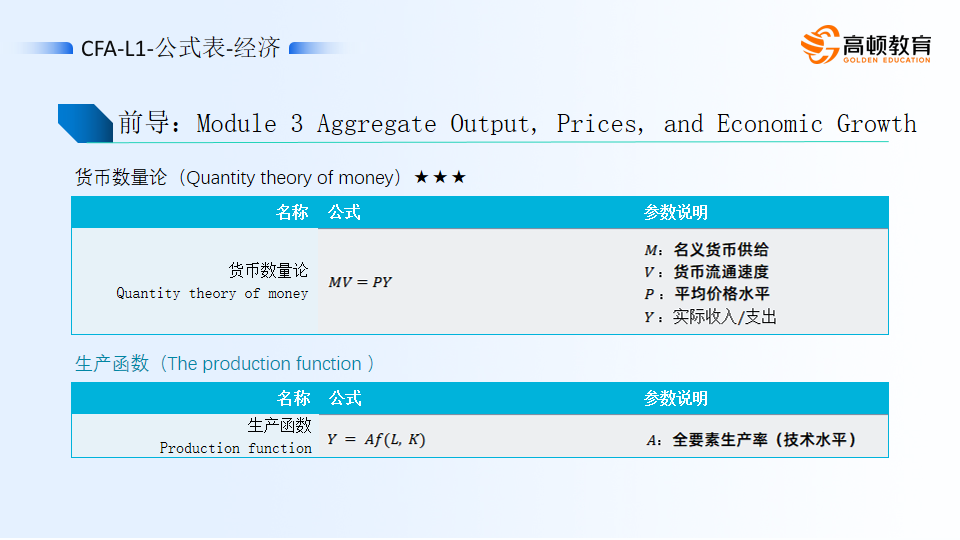 CFA-L1-公式表-经济
高顿教育
GOLDEN EDUCATION
前导：Module 3 Aggregate Output, Prices, and Economic Growth
货币数量论（Quantity theory of money）★★★
名称 公式 参数说明
货币数量论
Quantity theory of money
MV = PY
M：名义货币供给
V：货币流通速度
P：平均价格水平
Y：实际收入/支出
生产函数（The production function ）
名称 公式 参数说明
生产函数
Production function
Y = Af(L, K)
A：全要素生产率（技术水平）